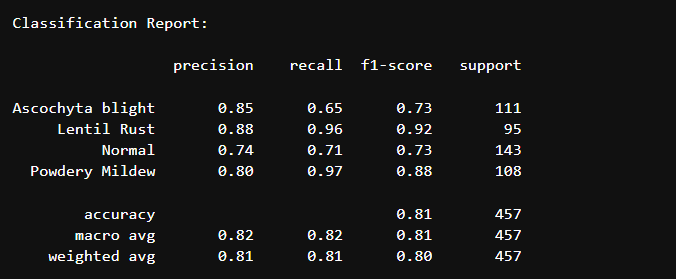 Classification Report:
precision recall f1-score support
Ascochyta blight 0.85 0.65 0.73 111
Lentil Rust 0.88 0.96 0.92 95
Normal 0.74 0.71 0.73 143
Powdery Mildew 0.80 0.97 0.88 108
accuracy 0.81 457
macro avg 0.82 0.82 0.81 457
weighted avg 0.81 0.81 0.80 457